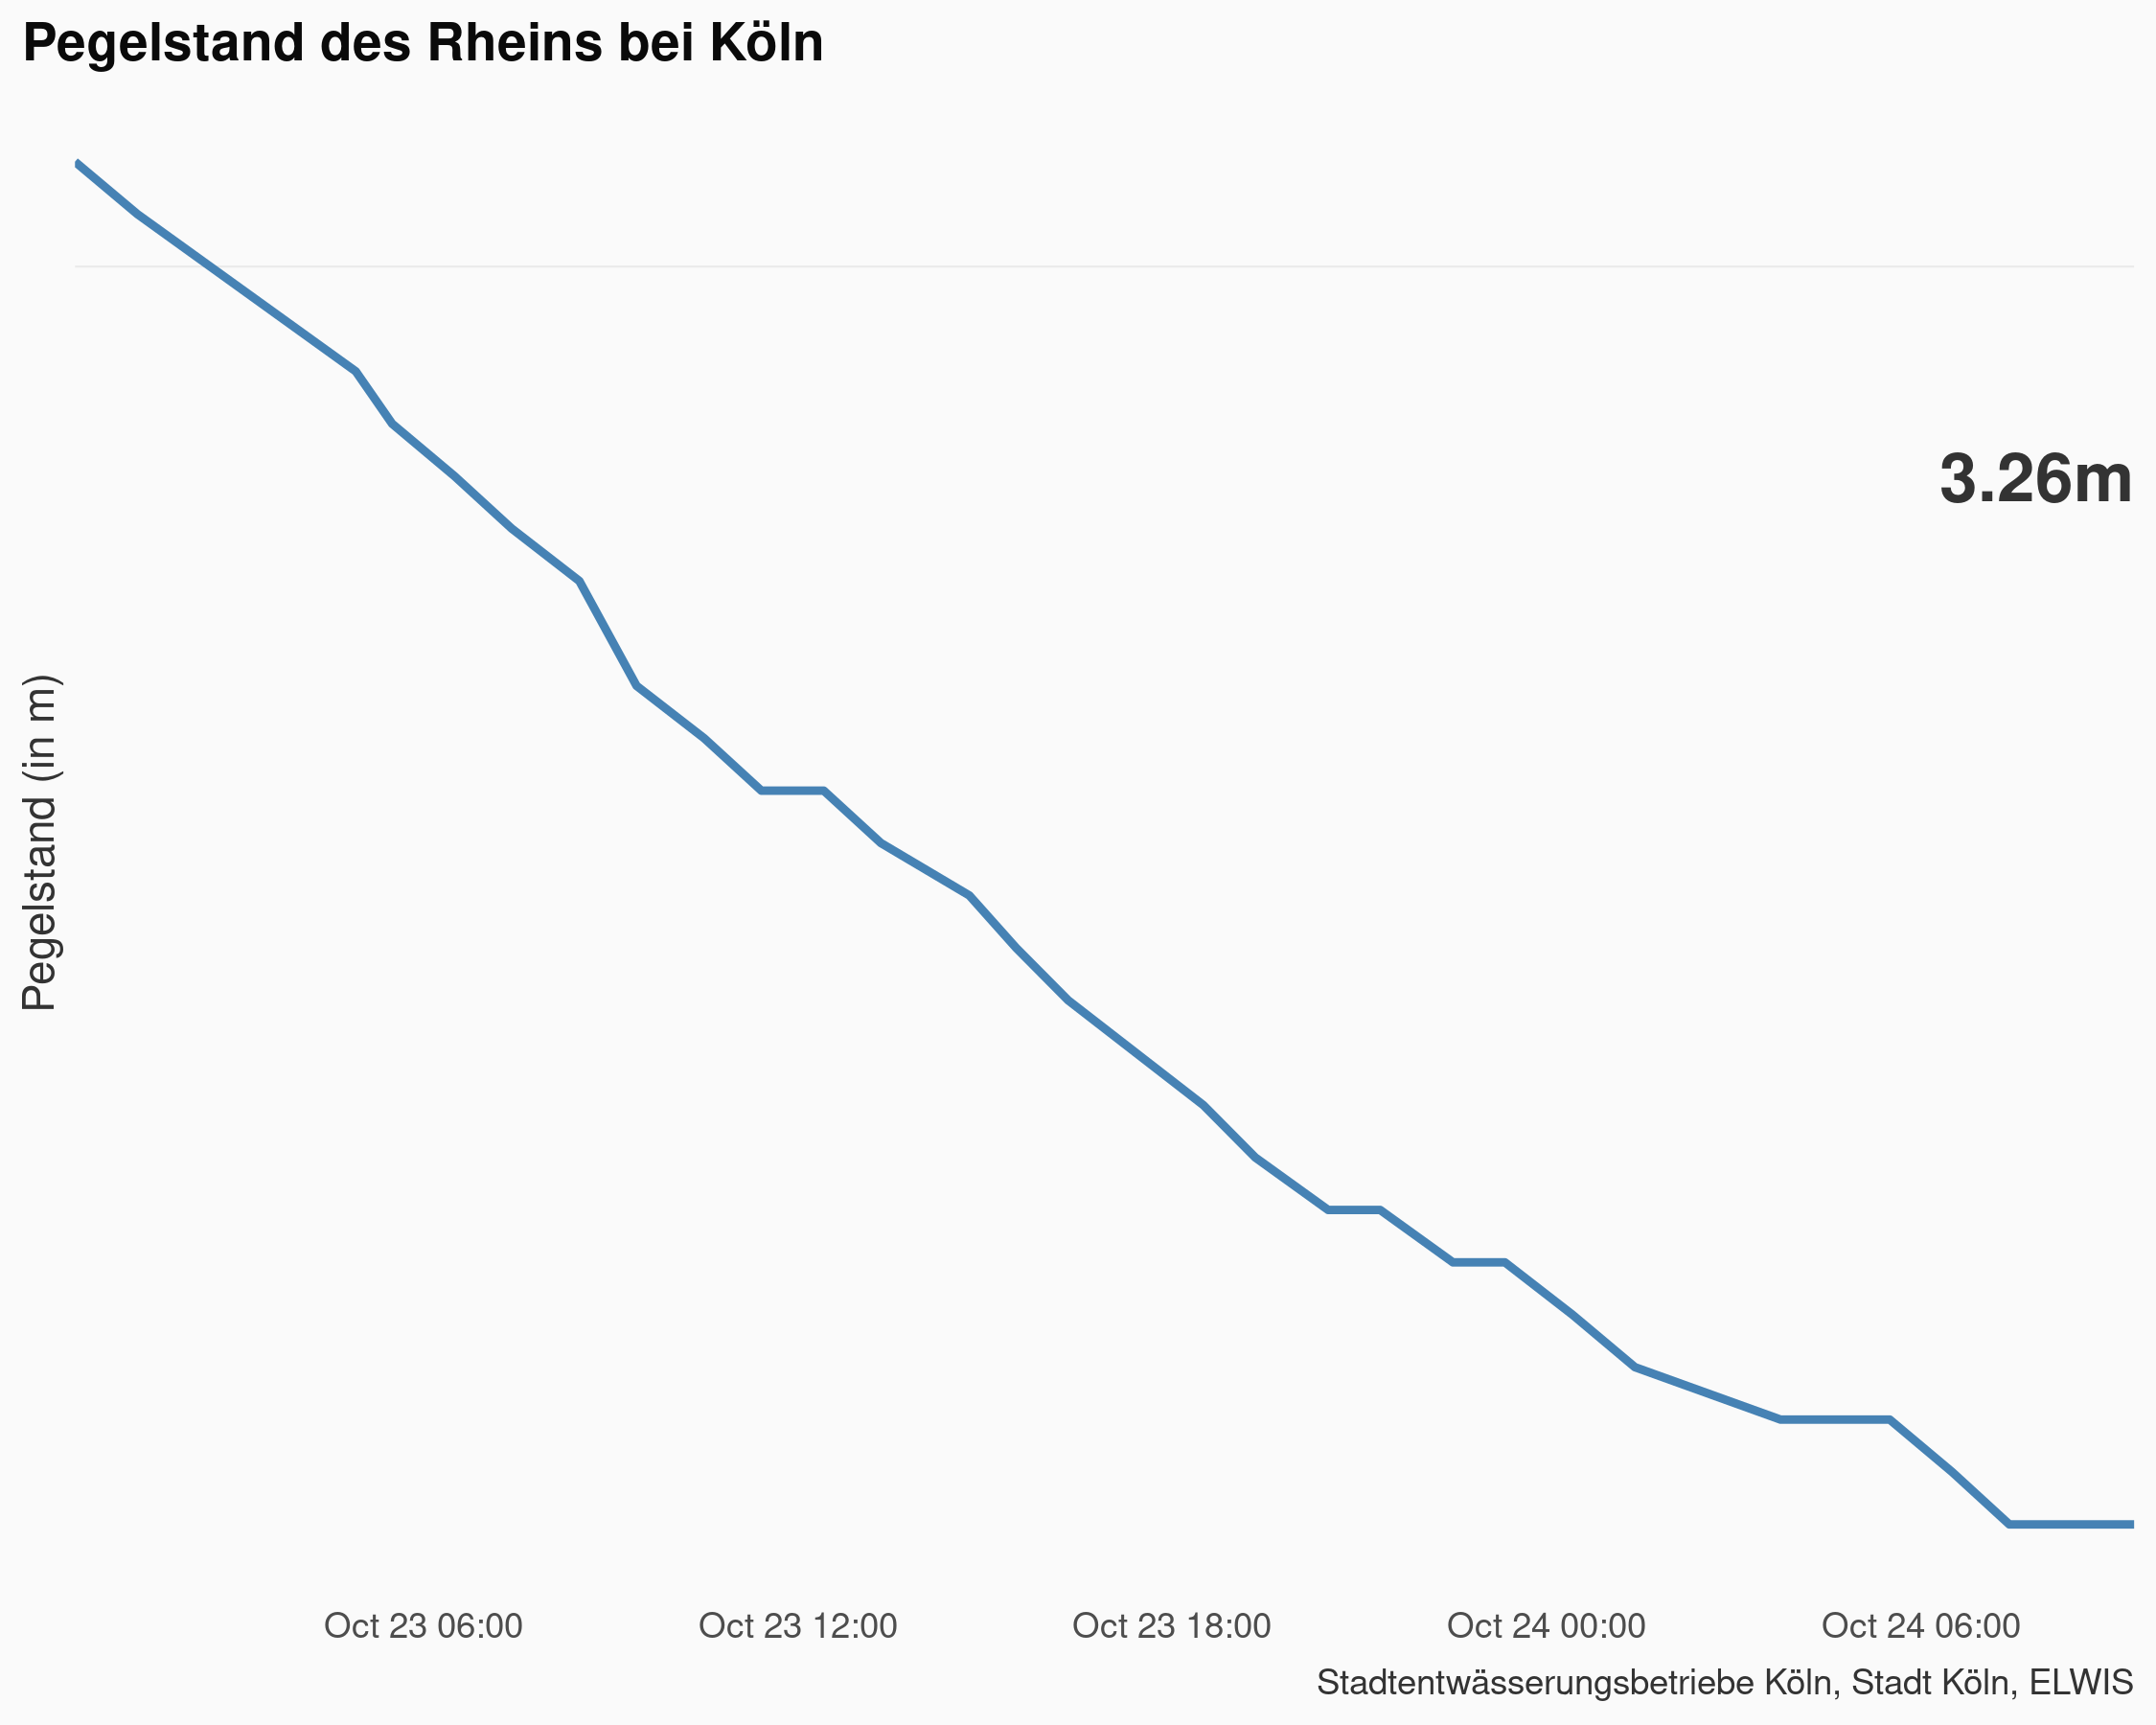 Pegelstand des Rheins bei Köln
3.26m
Pegelstand (in m)
Oct 23 06:00
Oct 23 12:00
Oct 23 18:00
Oct 24 00:00
Oct 24 06:00
Stadtentwässerungsbetriebe Köln, Stadt Köln, ELWIS